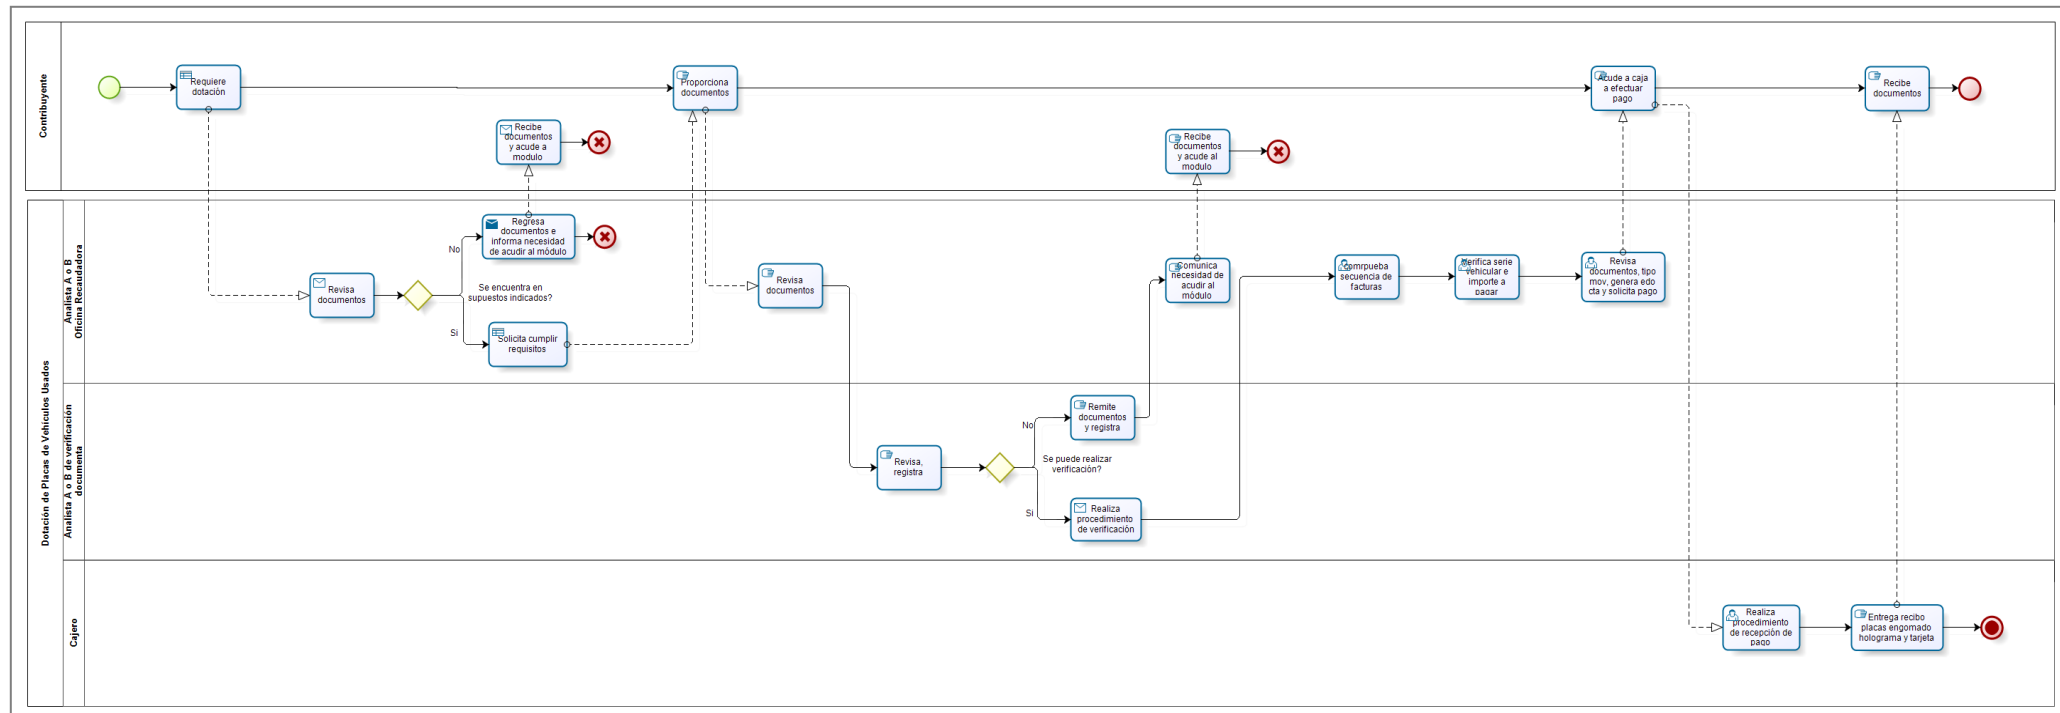 Contribuyente
Requiere
dotación
Proporciona
documentos
Acude a caja
a efectuar
pago
Recibe
documentos
Recibe
documentos
y acude a
modulo
Recibe
documentos
y acude al
modulo
Dotación de Placas de Vehículos Usados
Analista A o B
Oficina Recaudadora
Regresa
documentos e
informa necesidad
de acudir al módulo
No
Se encuentra en
supuestos indicados?
Si
Revisa
documentos
Solicita cumplir
requisitos
Revisa
documentos
Comunica
necesidad de
acudir al
módulo
comrpueba
secuencia de
facturas
Verifica serie
vehicular e
importe a
pagar
Revisa
documentos, tipo
mov, genera edo
cta y solicita pago
Analista A o B de verificación
documenta
Revisa,
registra
No
Se puede realizar
verificación?
Si
Remite
documentos
y registra
Realiza
procedimiento
de verificación
Cajero
Realiza
procedimiento
de recepción de
pago
Entrega recibo
placas engomado
holograma y tarjeta